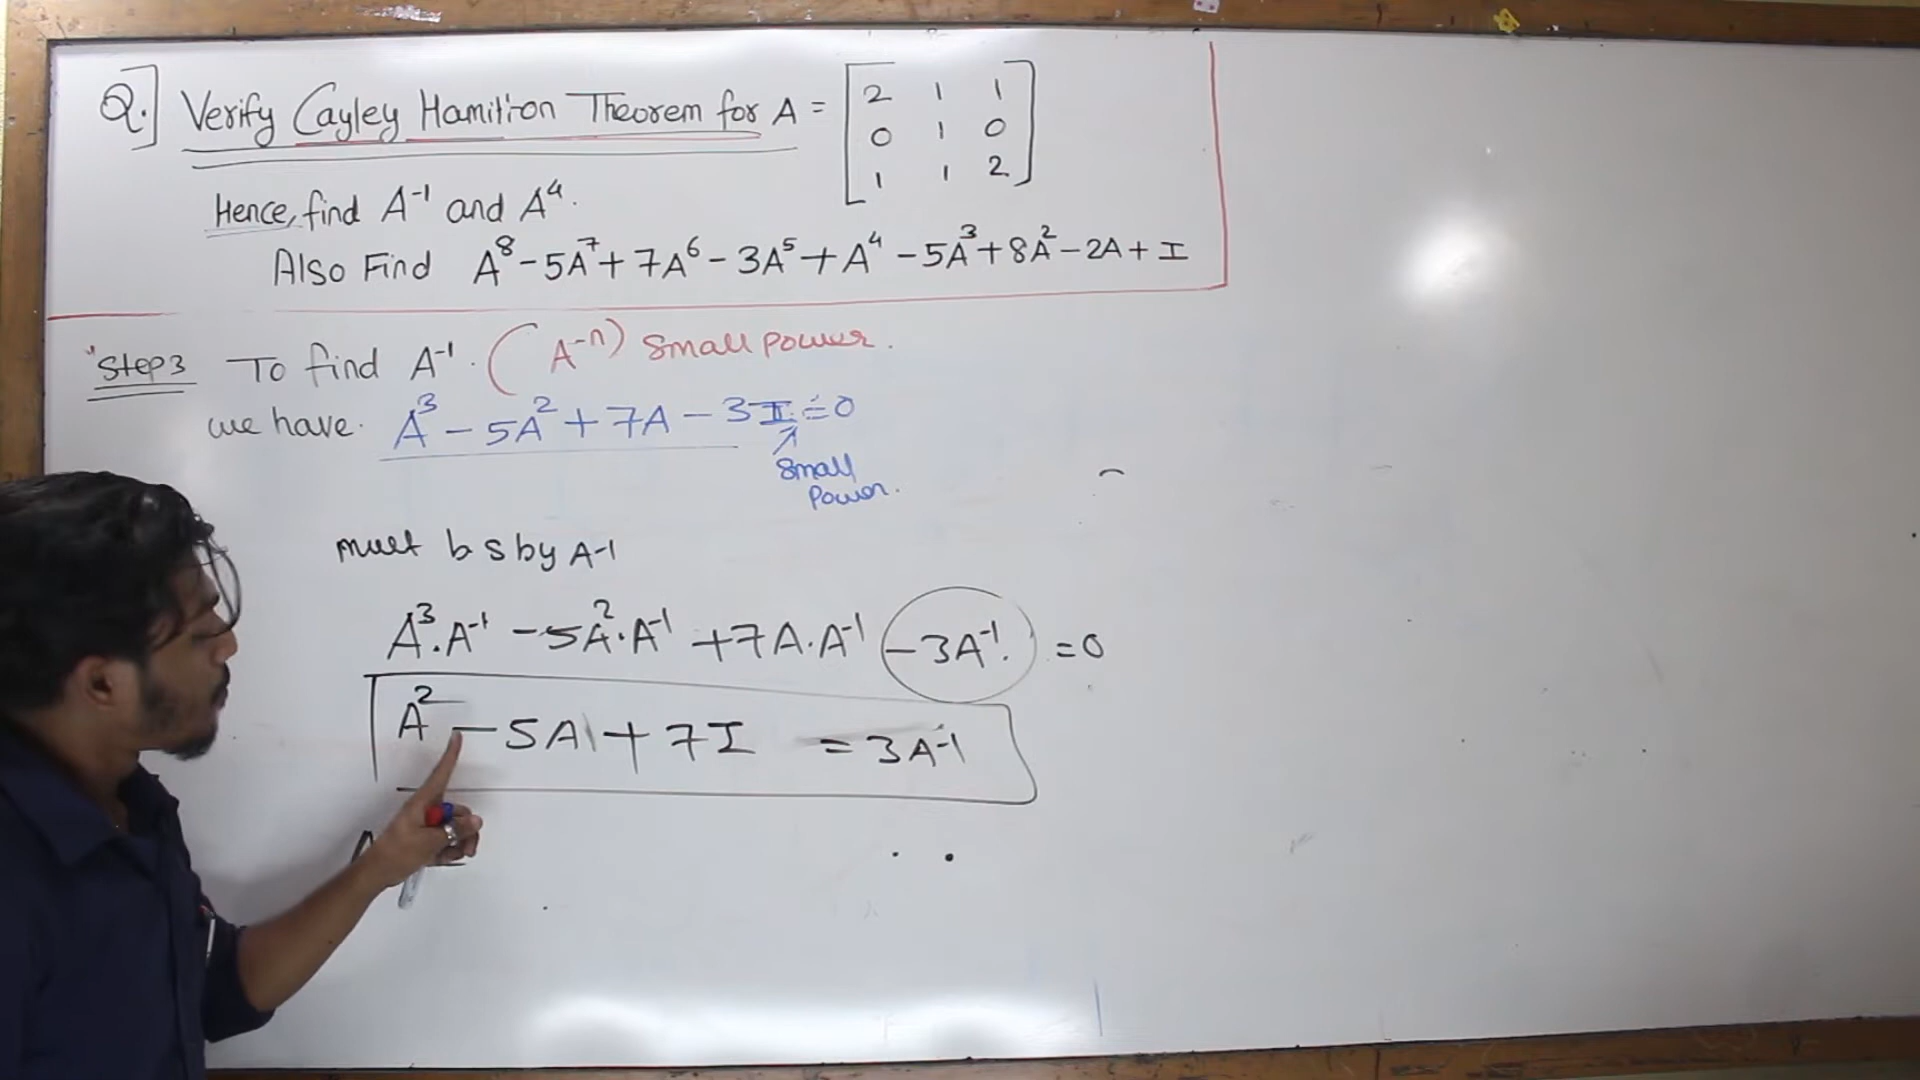 Q.] Verify Cayley Hamilton Theorem for A = [2 1 1
0 1 0
1 1 2]
Hence, find A⁻¹ and A⁴.
Also Find A⁸ - 5A⁷ + 7A⁶ - 3A⁵ + A⁴ - 5A³ + 8A² - 2A + I
"Step3 To find A⁻¹. (A⁻ⁿ) small power.
we have. A³ - 5A² + 7A - 3I = 0
Small
Power.
mult b s by A-1
A³.A⁻¹ - 5A².A⁻¹ + 7A.A⁻¹ - 3A⁻¹. = 0
A² - 5A + 7I = 3A-1